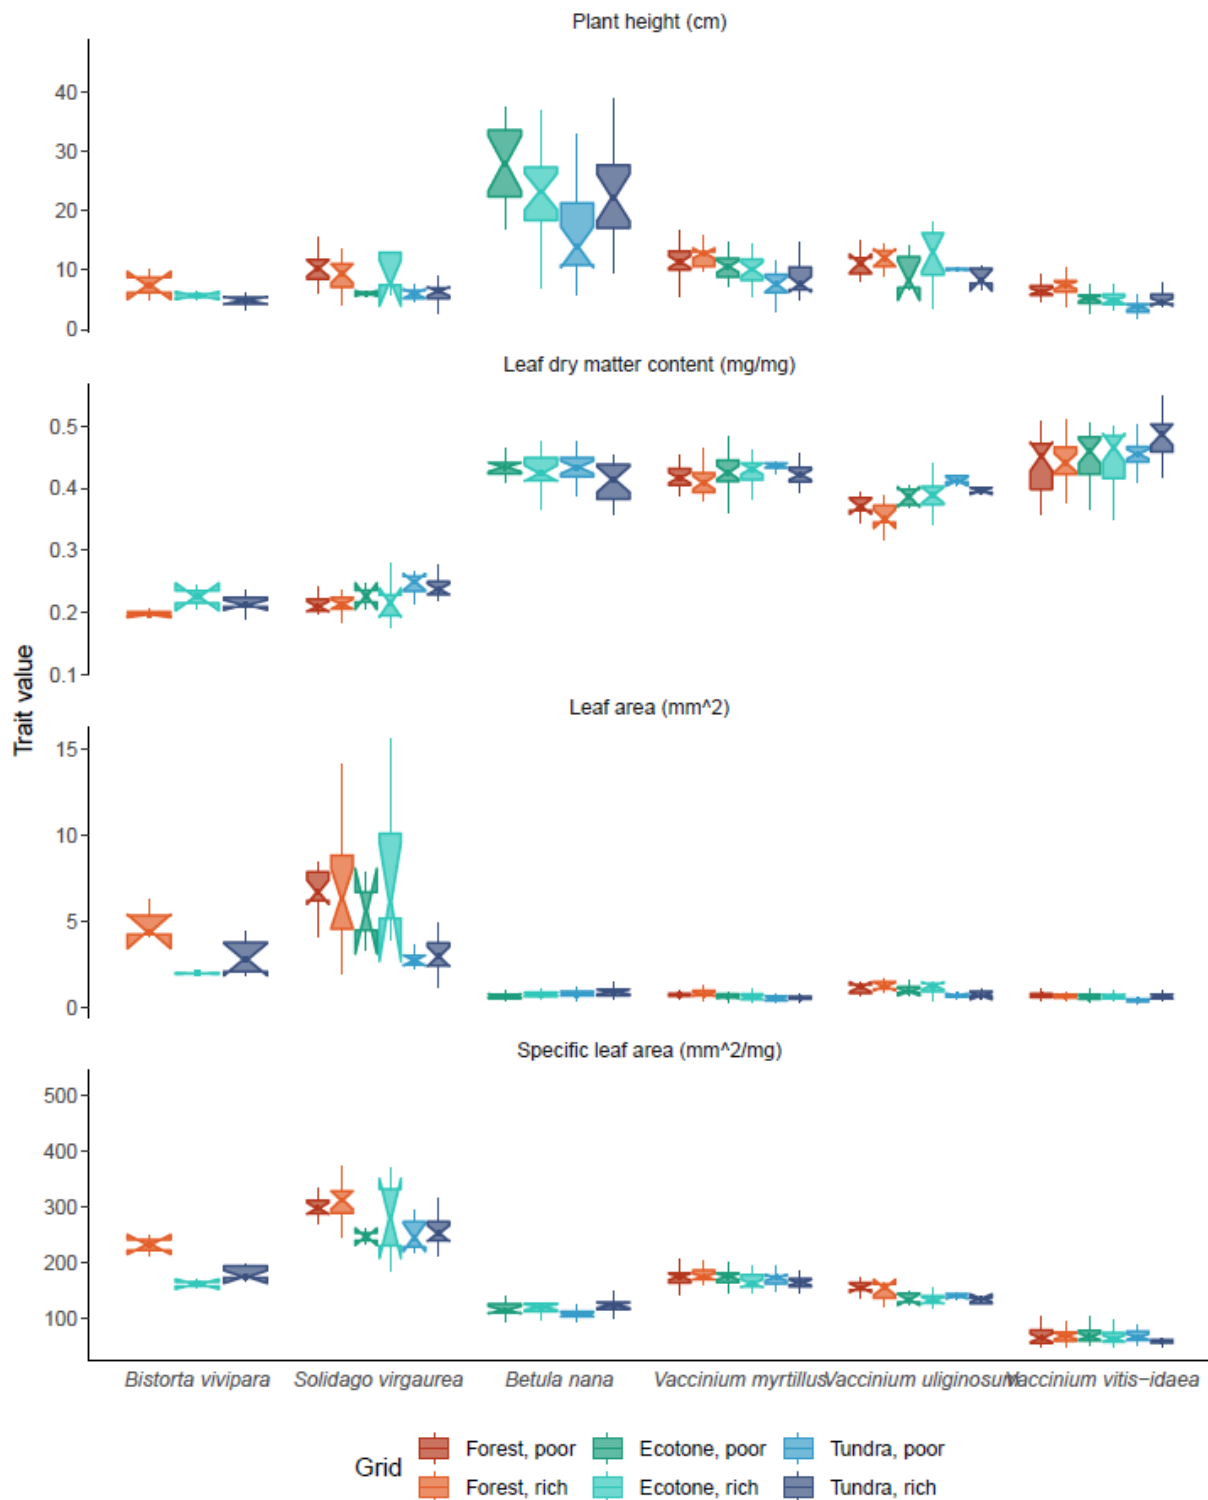 Plant height (cm)
40
30
20
10
0
Leaf dry matter content (mg/mg)
0.5
0.4
0.3
0.2
0.1
Trait value
Leaf area (mm^2)
15
10
5
0
Specific leaf area (mm^2/mg)
500
400
300
200
100
Bistorta vivipara Solidago virgaurea Betula nana Vaccinium myrtillus Vaccinium uliginosum Vaccinium vitis-idaea
Grid
Forest, poor Ecotone, poor Tundra, poor
Forest, rich Ecotone, rich Tundra, rich